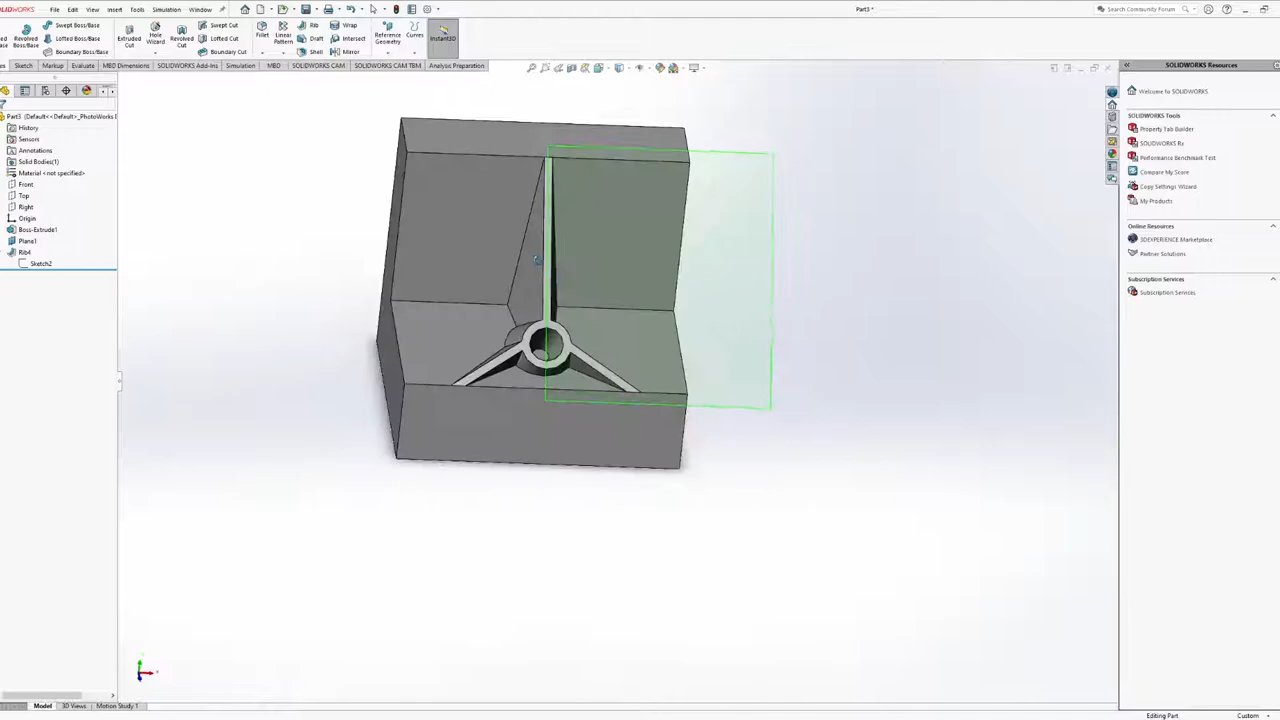 SOLIDWORKS File Edit View Insert Tools Simulation Window Part3 * Search Community Forum
Swept Boss/Base Rib Wrap Swept Cut
Revolved Boss/Base Lofted Boss/Base Extruded Cut Hole Wizard Revolved Cut Lofted Cut Fillet Linear Pattern Draft Intersect Reference Geometry Curves Instant3D
Boundary Boss/Base Boundary Cut Shell Mirror
Sketch Markup Evaluate MBD Dimensions SOLIDWORKS Add-Ins Simulation MBD SOLIDWORKS CAM SOLIDWORKS CAM TBM Analysis Preparation
SOLIDWORKS Resources
Part3 (Default<<Default>_PhotoWorks
History
Sensors
Annotations
Solid Bodies(1)
Material <not specified>
Front
Top
Right
Origin
Boss-Extrude1
Plane1
Rib4
Sketch2
Welcome to SOLIDWORKS
SOLIDWORKS Tools
Property Tab Builder
SOLIDWORKS Rx
Performance Benchmark Test
Compare My Score
Copy Settings Wizard
My Products
Online Resources
3DEXPERIENCE Marketplace
Partner Solutions
Subscription Services
Subscription Services
Model 3D Views Motion Study 1
Editing Part Custom